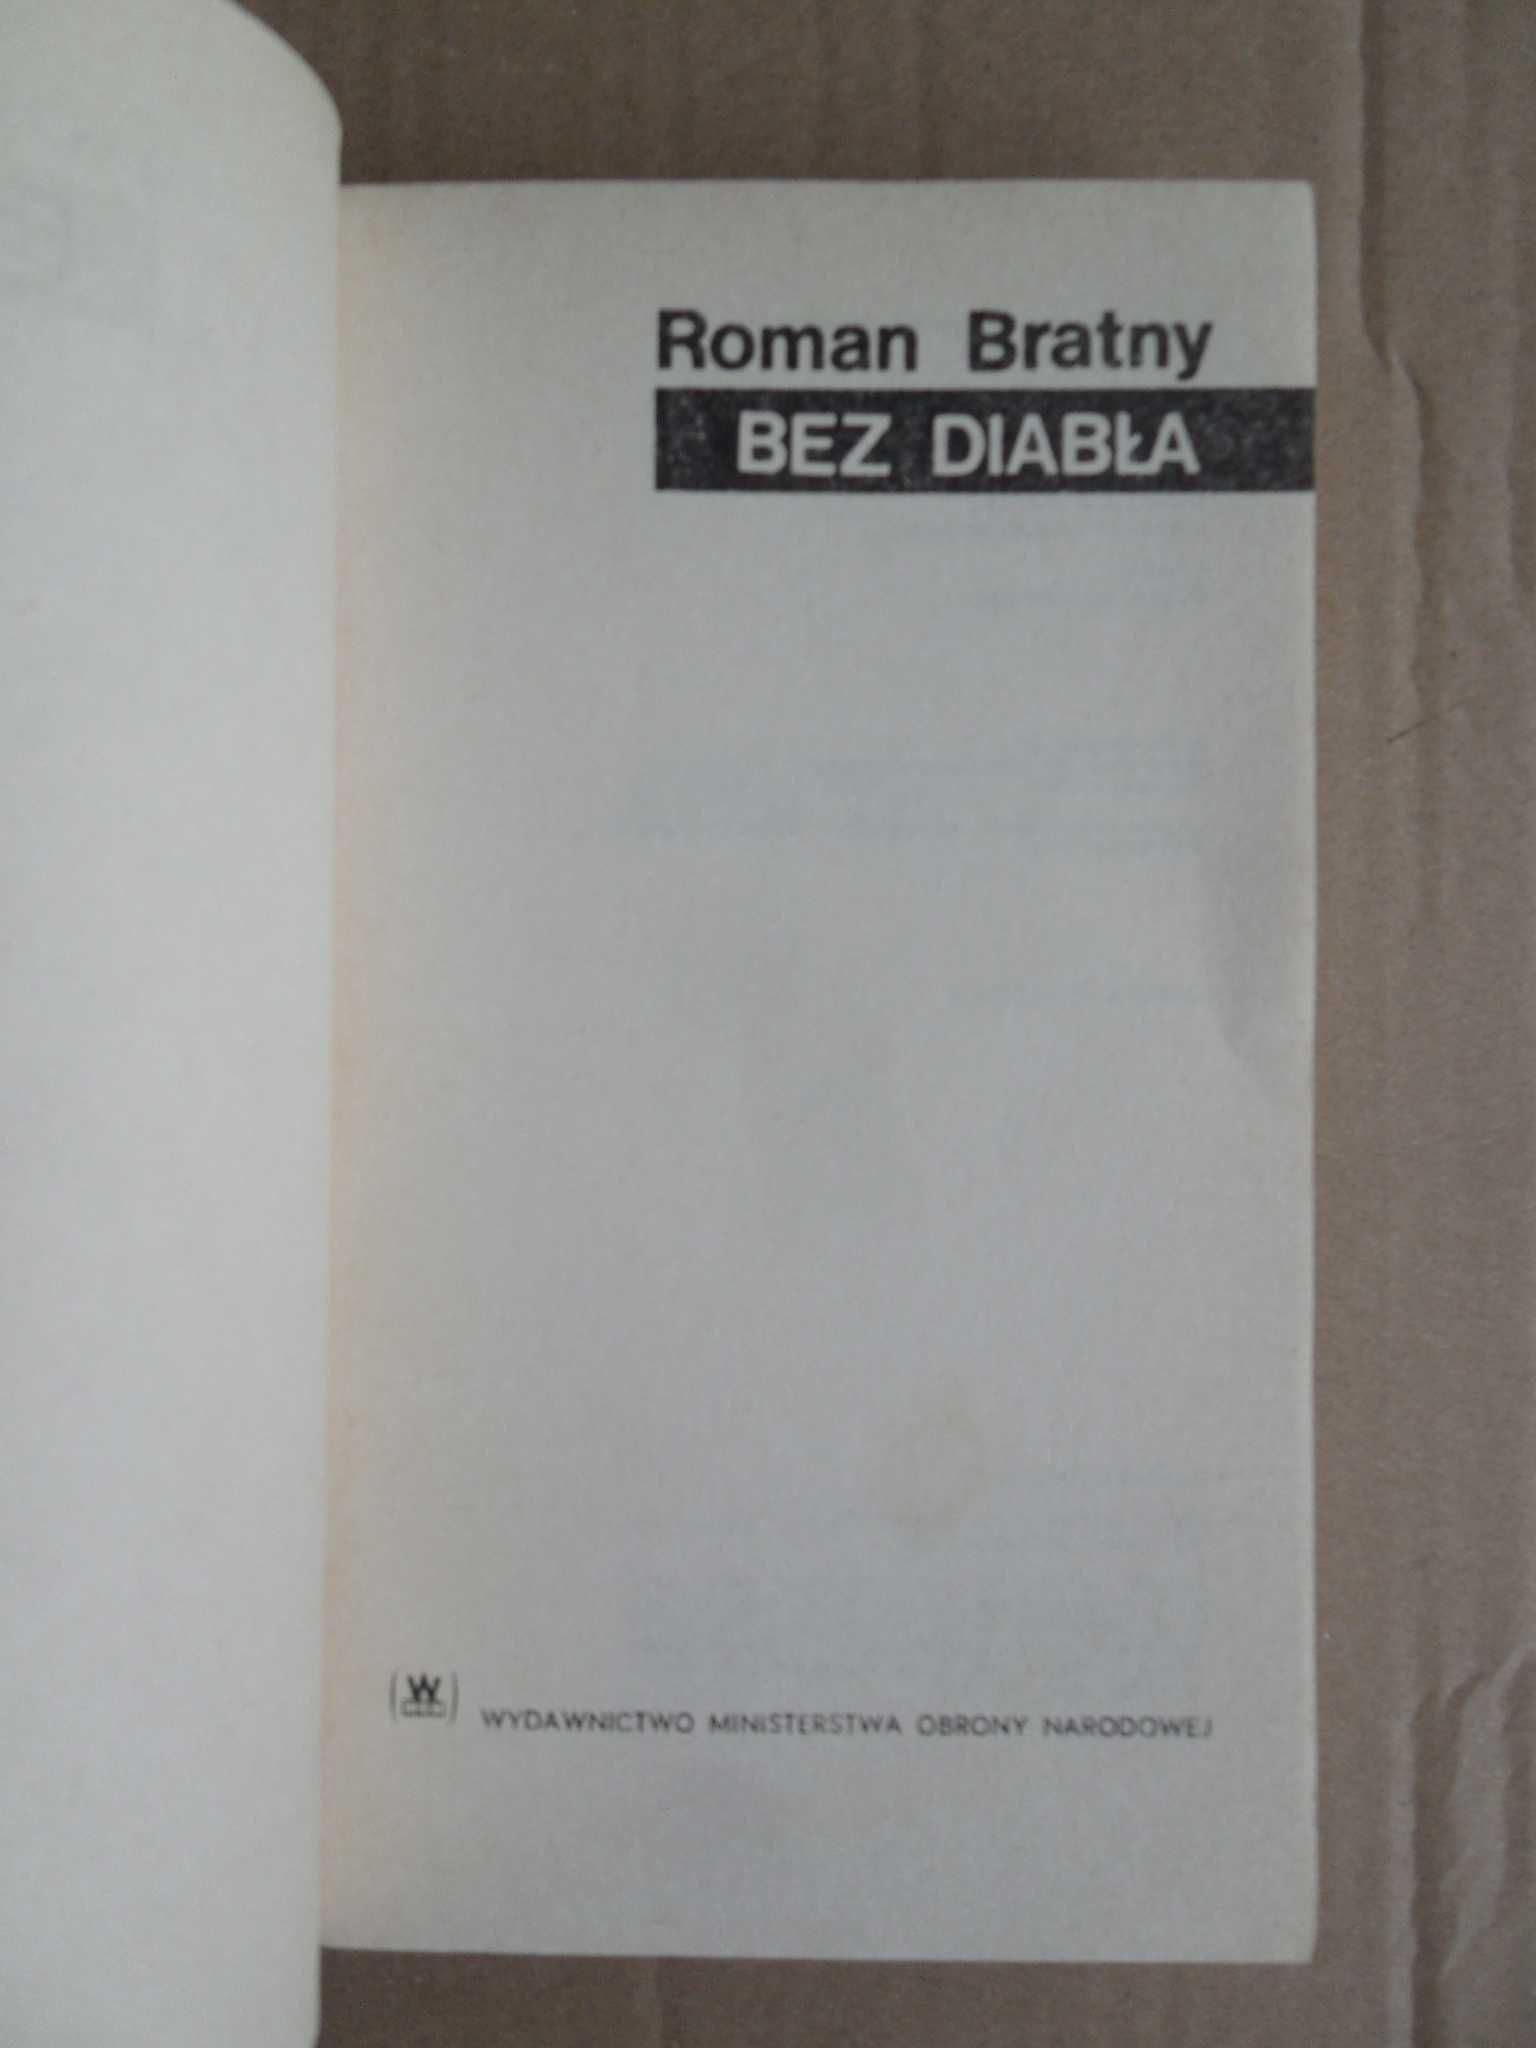 Roman Bratny
BEZ DIABŁA
W
WYDAWNICTWO MINISTERSTWA OBRONY NARODOWEJ